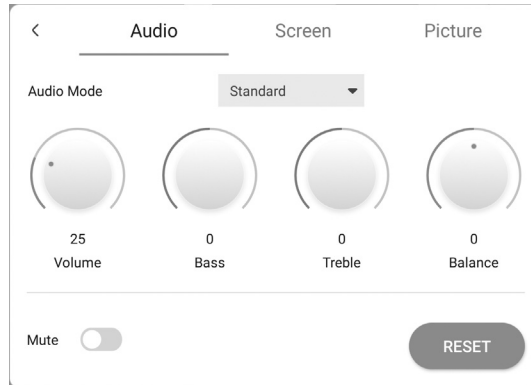 Audio Screen Picture
Audio Mode Standard
25 0 0 0
Volume Bass Treble Balance
Mute RESET